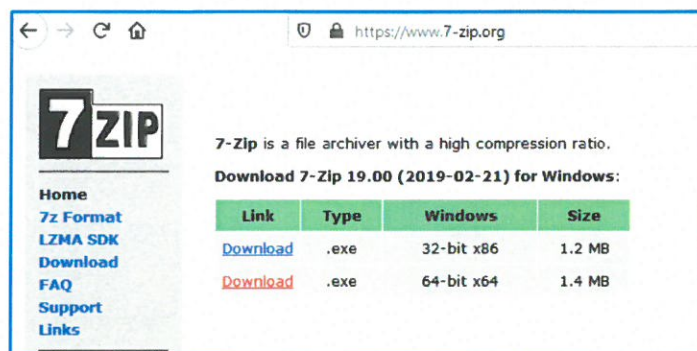 https://www.7-zip.org
7 ZIP
7-Zip is a file archiver with a high compression ratio.
Download 7-Zip 19.00 (2019-02-21) for Windows:
Home
7z Format
LZMA SDK
Download
FAQ
Support
Links
Link Type Windows Size
Download .exe 32-bit x86 1.2 MB
Download .exe 64-bit x64 1.4 MB